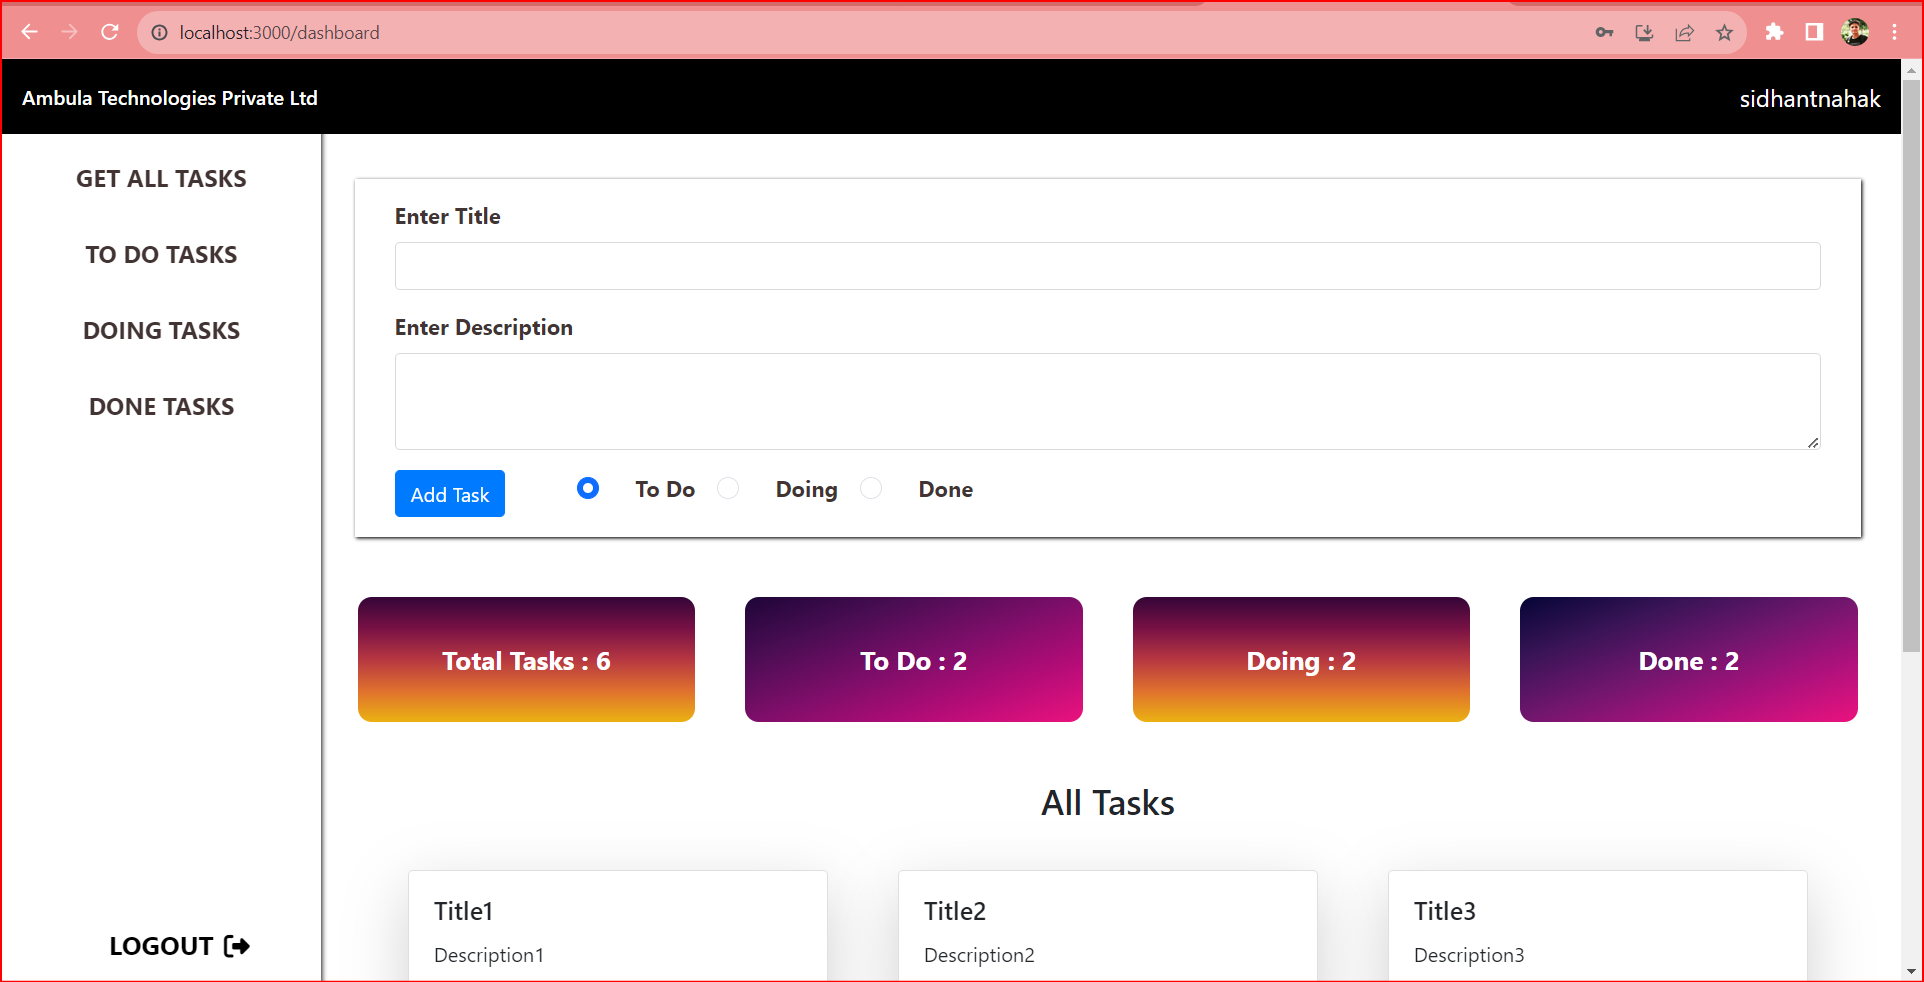 localhost:3000/dashboard
Ambula Technologies Private Ltd
sidhantnahak
GET ALL TASKS
TO DO TASKS
DOING TASKS
DONE TASKS
LOGOUT
Enter Title
Enter Description
Add Task
To Do
Doing
Done
Total Tasks : 6
To Do : 2
Doing : 2
Done : 2
All Tasks
Title1
Description1
Title2
Description2
Title3
Description3